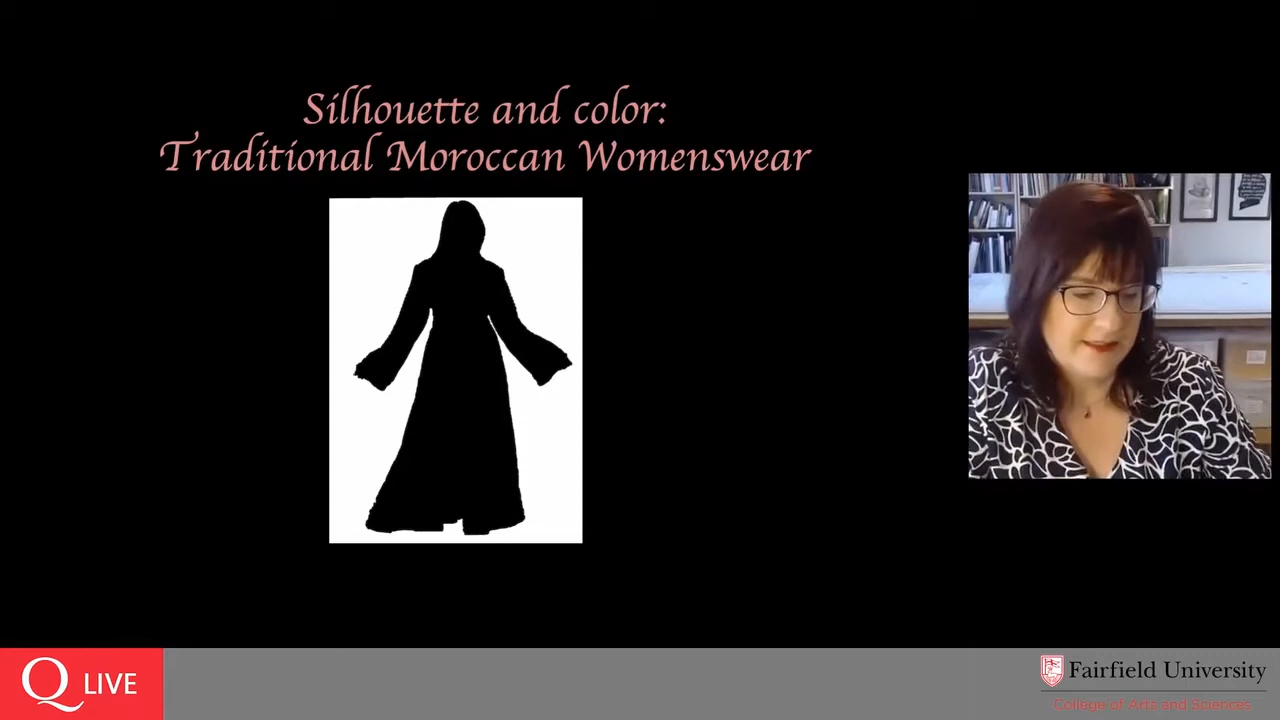 Silhouette and color:
Traditional Moroccan Womenswear
Q LIVE
Fairfield University
College of Arts and Sciences